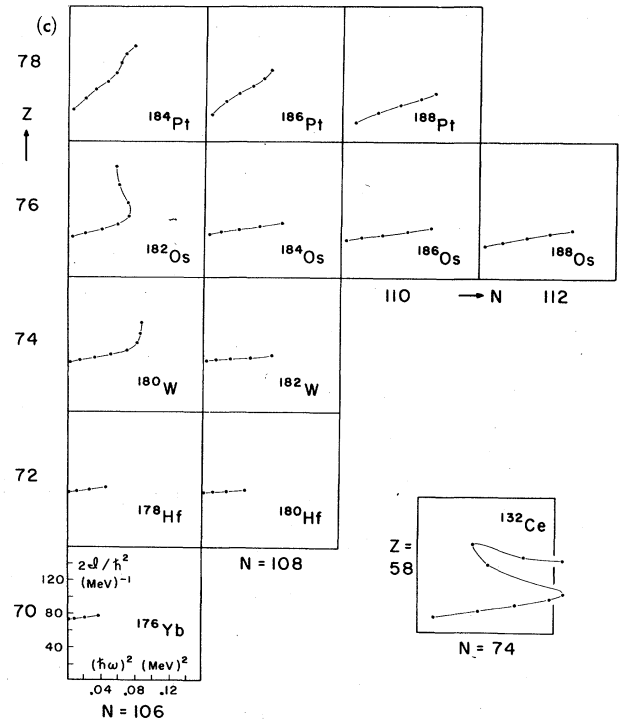 (c)
78
Z
↑
¹⁸⁴Pt
¹⁸⁶Pt
¹⁸⁸Pt
76
¹⁸²Os
¹⁸⁴Os
¹⁸⁶Os
¹⁸⁸Os
110 → N 112
74
¹⁸⁰W
¹⁸²W
72
¹⁷⁸Hf
¹⁸⁰Hf
N = 108
¹³²Ce
Z =
58
N = 74
70
2𝓘/ħ²
(MeV)⁻¹
120
80
40
¹⁷⁶Yb
(ħω)² (MeV)²
.04 .08 .12
N = 106